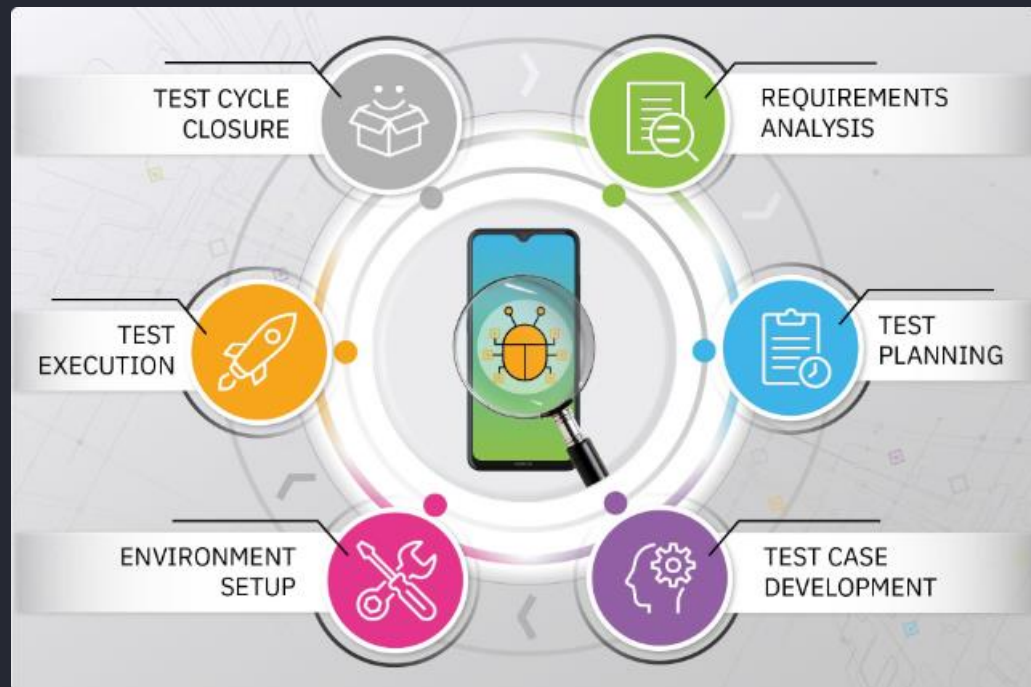 TEST CYCLE
CLOSURE
REQUIREMENTS
ANALYSIS
TEST
EXECUTION
TEST
PLANNING
ENVIRONMENT
SETUP
TEST CASE
DEVELOPMENT